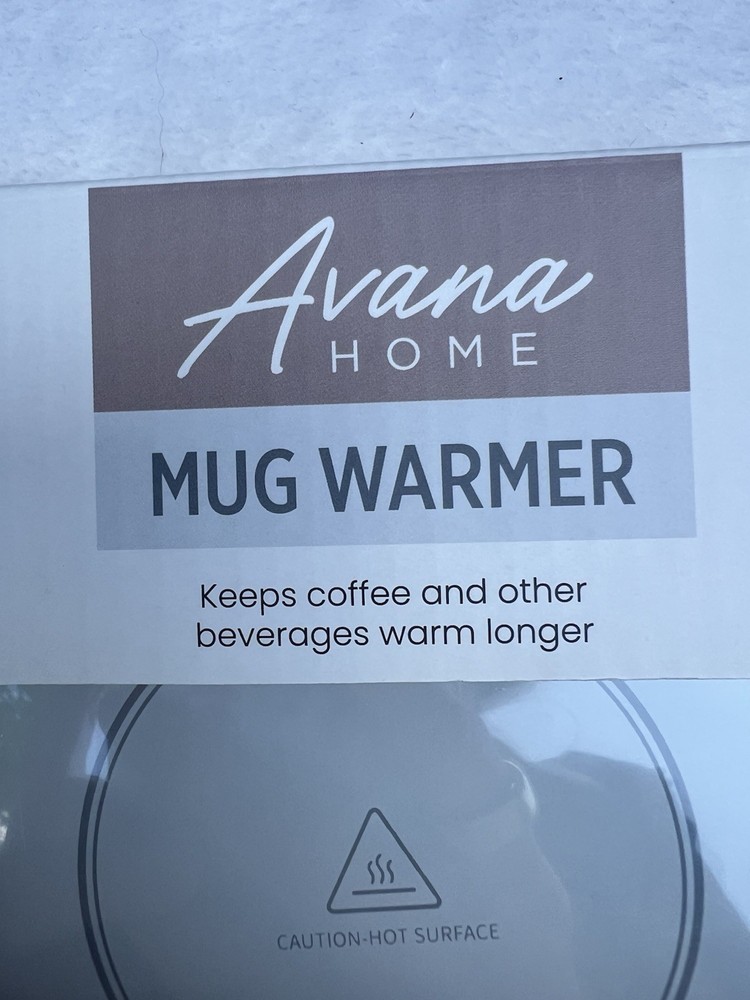 Avana
HOME
MUG WARMER
Keeps coffee and other
beverages warm longer
CAUTION-HOT SURFACE